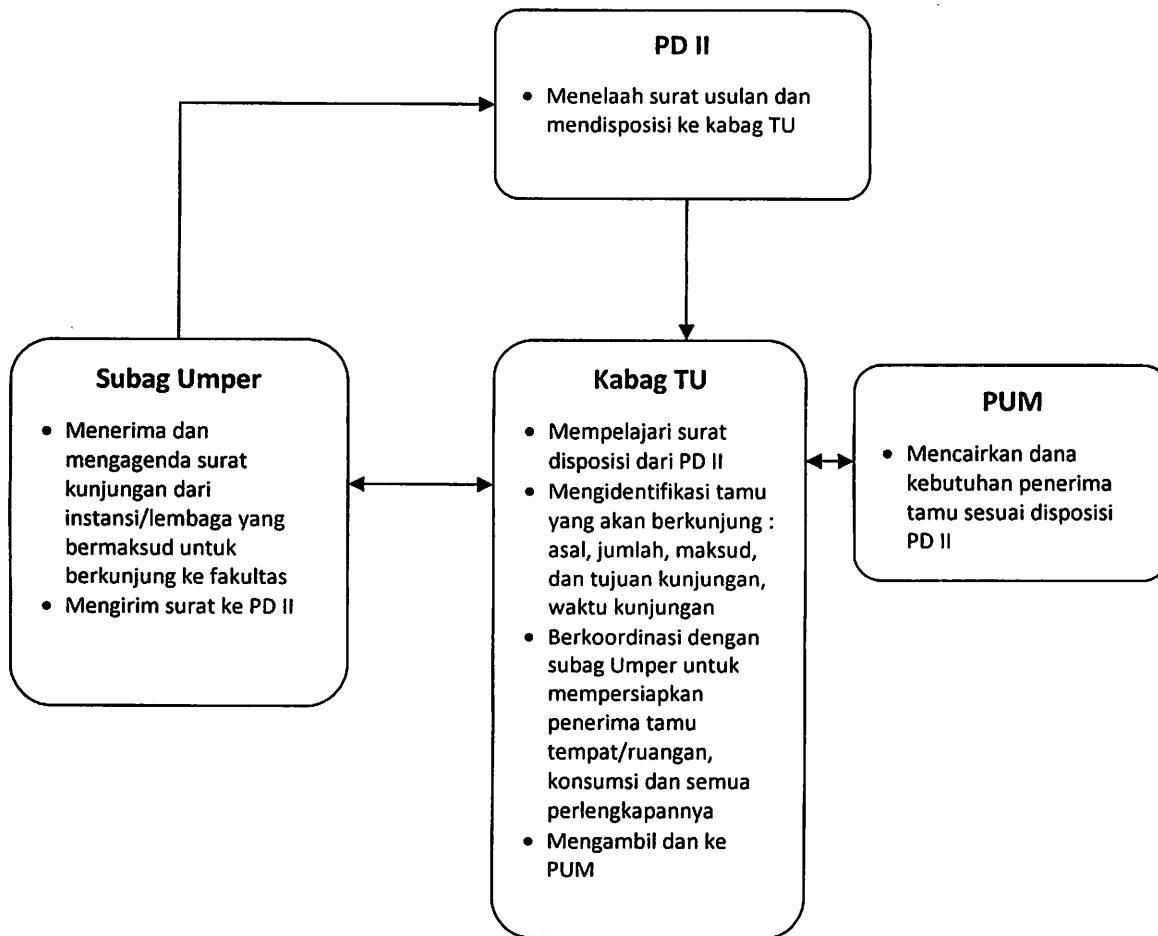 PD II
• Menelaah surat usulan dan
mendisposisi ke kabag TU
Subag Umper
• Menerima dan
mengagenda surat
kunjungan dari
instansi/lembaga yang
bermaksud untuk
berkunjung ke fakultas
• Mengirim surat ke PD II
Kabag TU
• Mempelajari surat
disposisi dari PD II
• Mengidentifikasi tamu
yang akan berkunjung :
asal, jumlah, maksud,
dan tujuan kunjungan,
waktu kunjungan
• Berkoordinasi dengan
subag Umper untuk
mempersiapkan
penerima tamu
tempat/ruangan,
konsumsi dan semua
perlengkapannya
• Mengambil dan ke
PUM
PUM
• Mencairkan dana
kebutuhan penerima
tamu sesuai disposisi
PD II